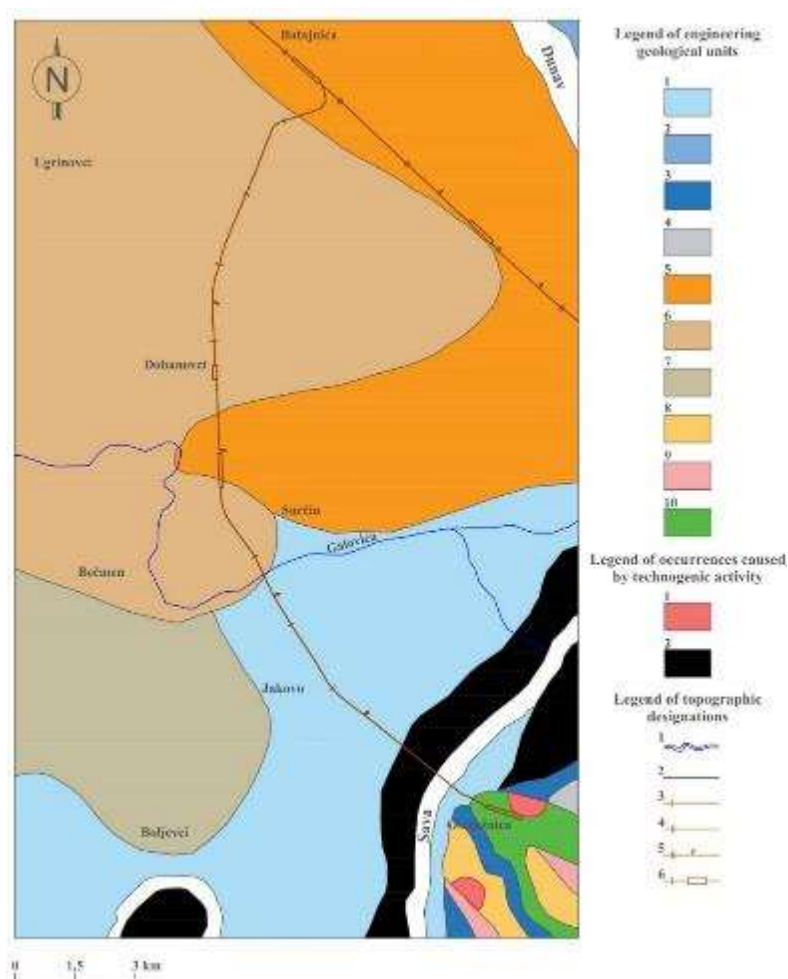 Batajnica
Dunav
N
Ugrinovci
Dobanovci
Surčin
Galovica
Bečmen
Jakovo
Boljevci
Sava
0 1,5 3 km
Legend of engineering
geological units
1
2
3
4
5
6
7
8
9
10
Legend of occurrences caused
by technogenic activity
1
2
Legend of topographic
designations
1
2
3
4
5
6